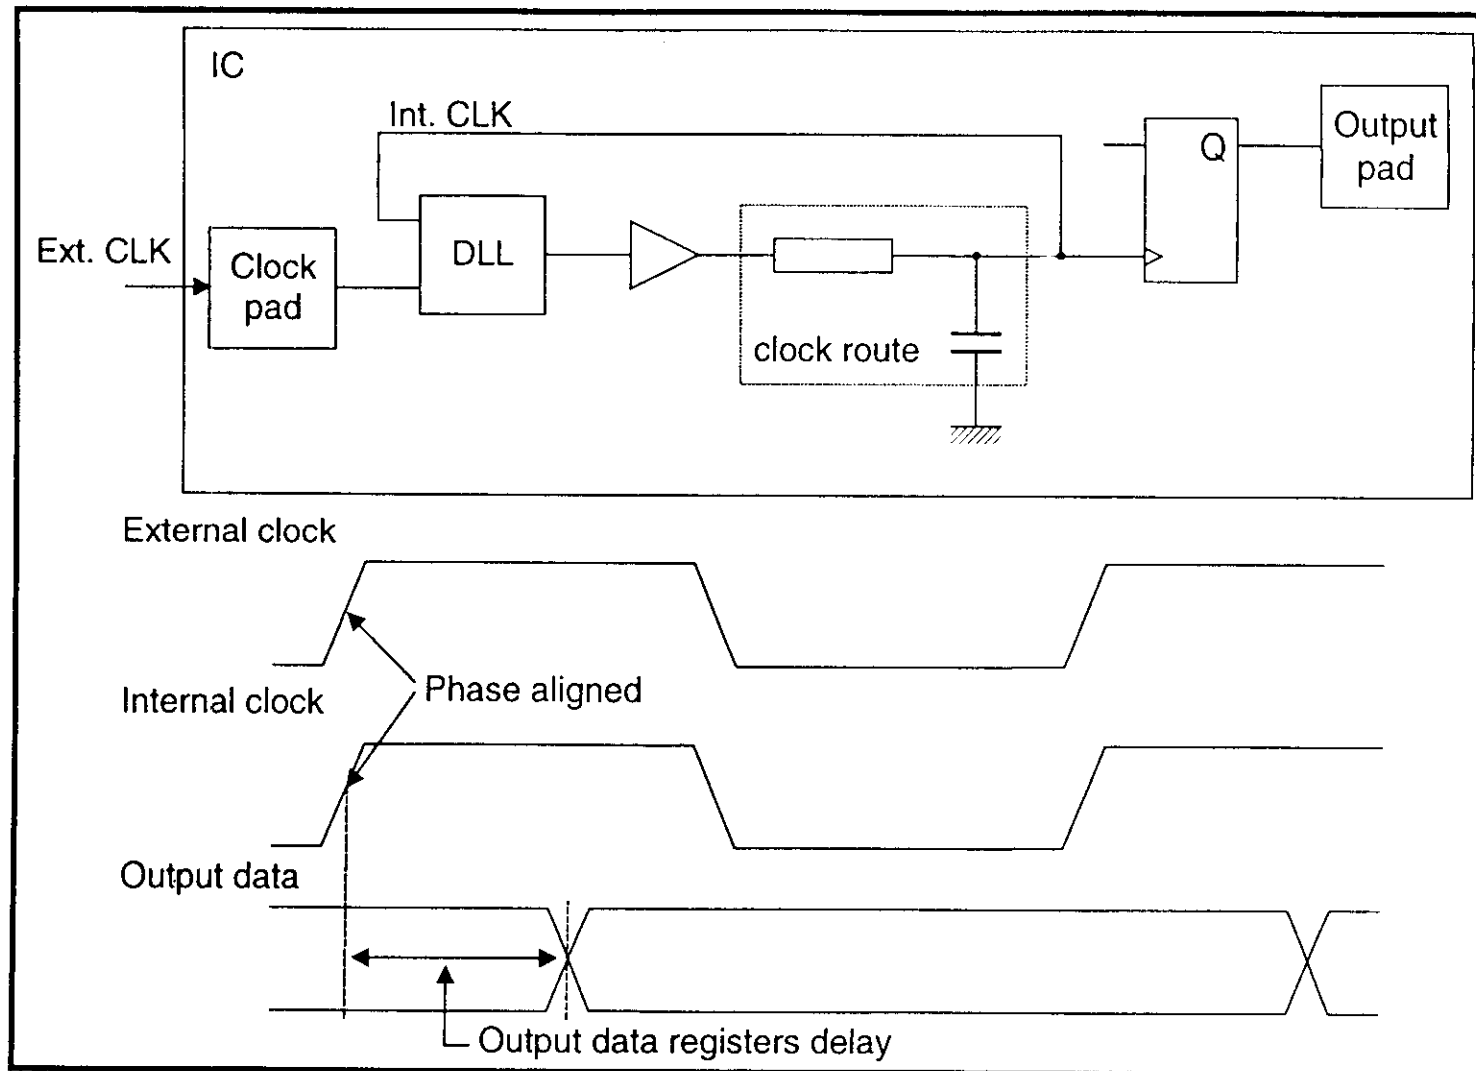 IC
Int. CLK
Q
Output
pad
Ext. CLK
Clock
pad
DLL
clock route
External clock
Phase aligned
Internal clock
Output data
Output data registers delay